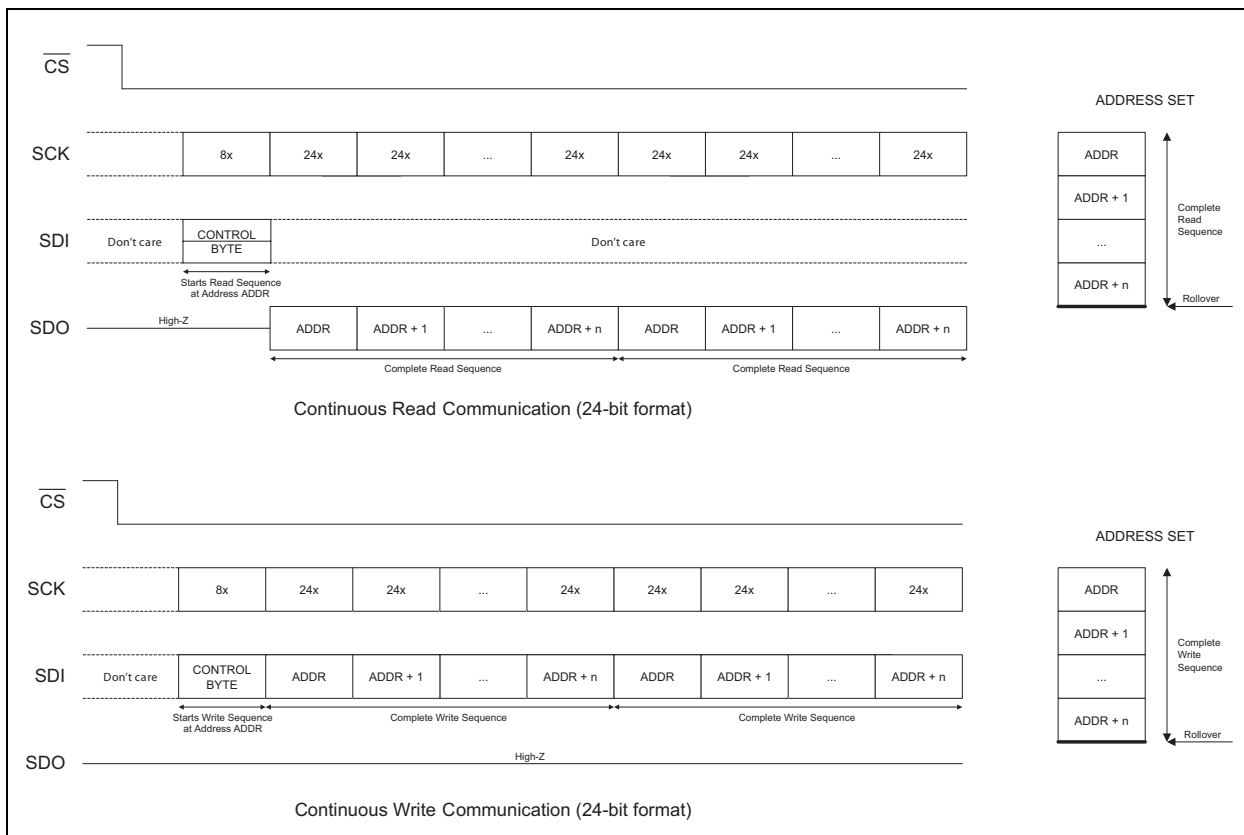 CS
ADDRESS SET
SCK
8x 24x 24x ... 24x 24x 24x ... 24x
ADDR
ADDR + 1
...
ADDR + n
Complete
Read
Sequence
Rollover
SDI
Don't care
CONTROL
BYTE
Don't care
Starts Read Sequence
at Address ADDR
SDO
High-Z
ADDR ADDR + 1 ... ADDR + n ADDR ADDR + 1 ... ADDR + n
Complete Read Sequence Complete Read Sequence
Continuous Read Communication (24-bit format)
CS
ADDRESS SET
SCK
8x 24x 24x ... 24x 24x 24x ... 24x
ADDR
ADDR + 1
...
ADDR + n
Complete
Write
Sequence
Rollover
SDI
Don't care
CONTROL
BYTE
ADDR ADDR + 1 ... ADDR + n ADDR ADDR + 1 ... ADDR + n
Starts Write Sequence
at Address ADDR
Complete Write Sequence Complete Write Sequence
SDO
High-Z
Continuous Write Communication (24-bit format)